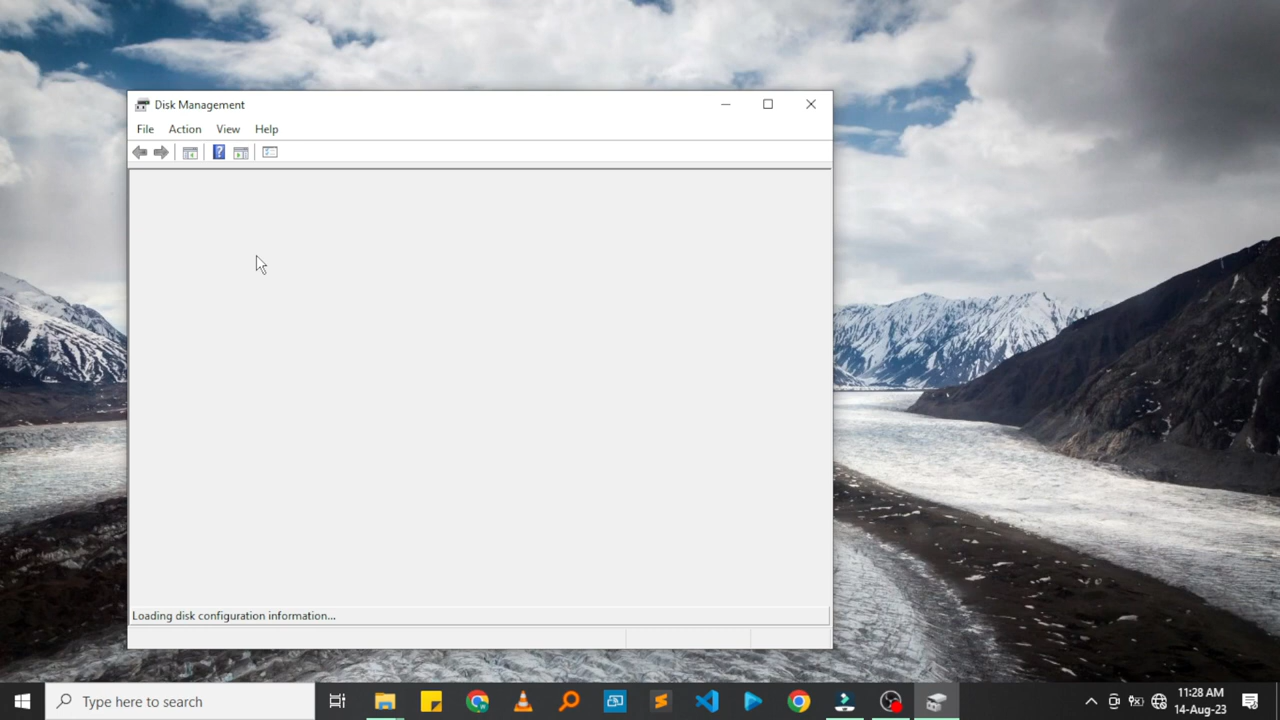 Disk Management
File Action View Help
Loading disk configuration information...
Type here to search
11:28 AM
14-Aug-23